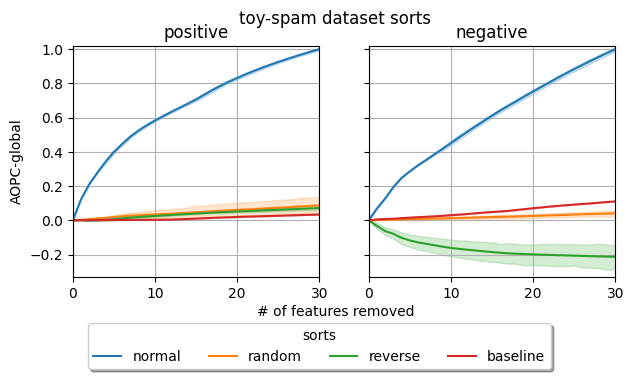 toy-spam dataset sorts
positive
negative
AOPC-global
1.0
0.8
0.6
0.4
0.2
0.0
−0.2
0 10 20 30
0 10 20 30
# of features removed
sorts
normal random reverse baseline